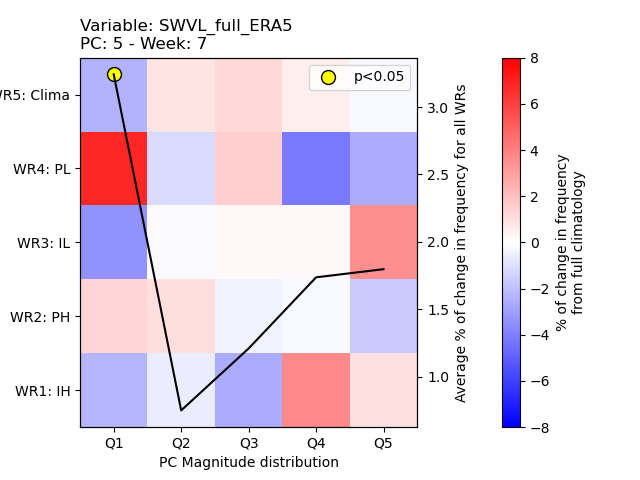 Variable: SWVL_full_ERA5
PC: 5 - Week: 7
p<0.05
WR5: Clima
WR4: PL
WR3: IL
WR2: PH
WR1: IH
Q1 Q2 Q3 Q4 Q5
PC Magnitude distribution
3.0
2.5
2.0
1.5
1.0
Average % of change in frequency for all WRs
8
6
4
2
0
−2
−4
−6
−8
% of change in frequency
from full climatology